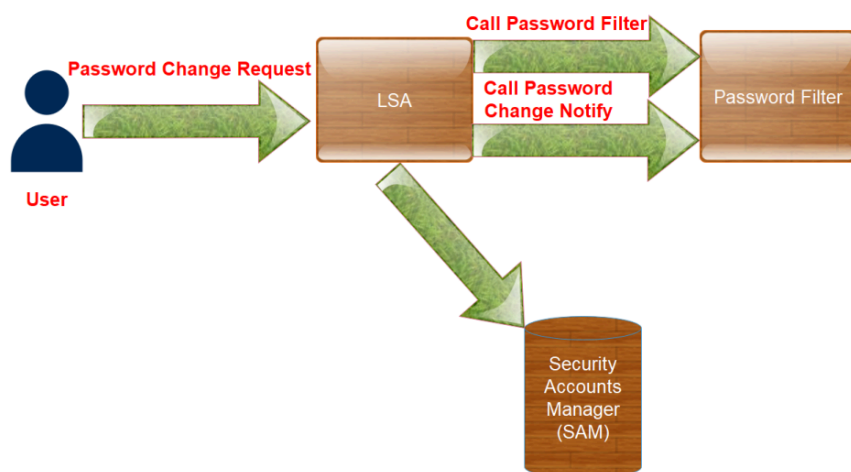 Call Password Filter
Password Change Request
LSA
Call Password
Change Notify
Password Filter
User
Security
Accounts
Manager
(SAM)